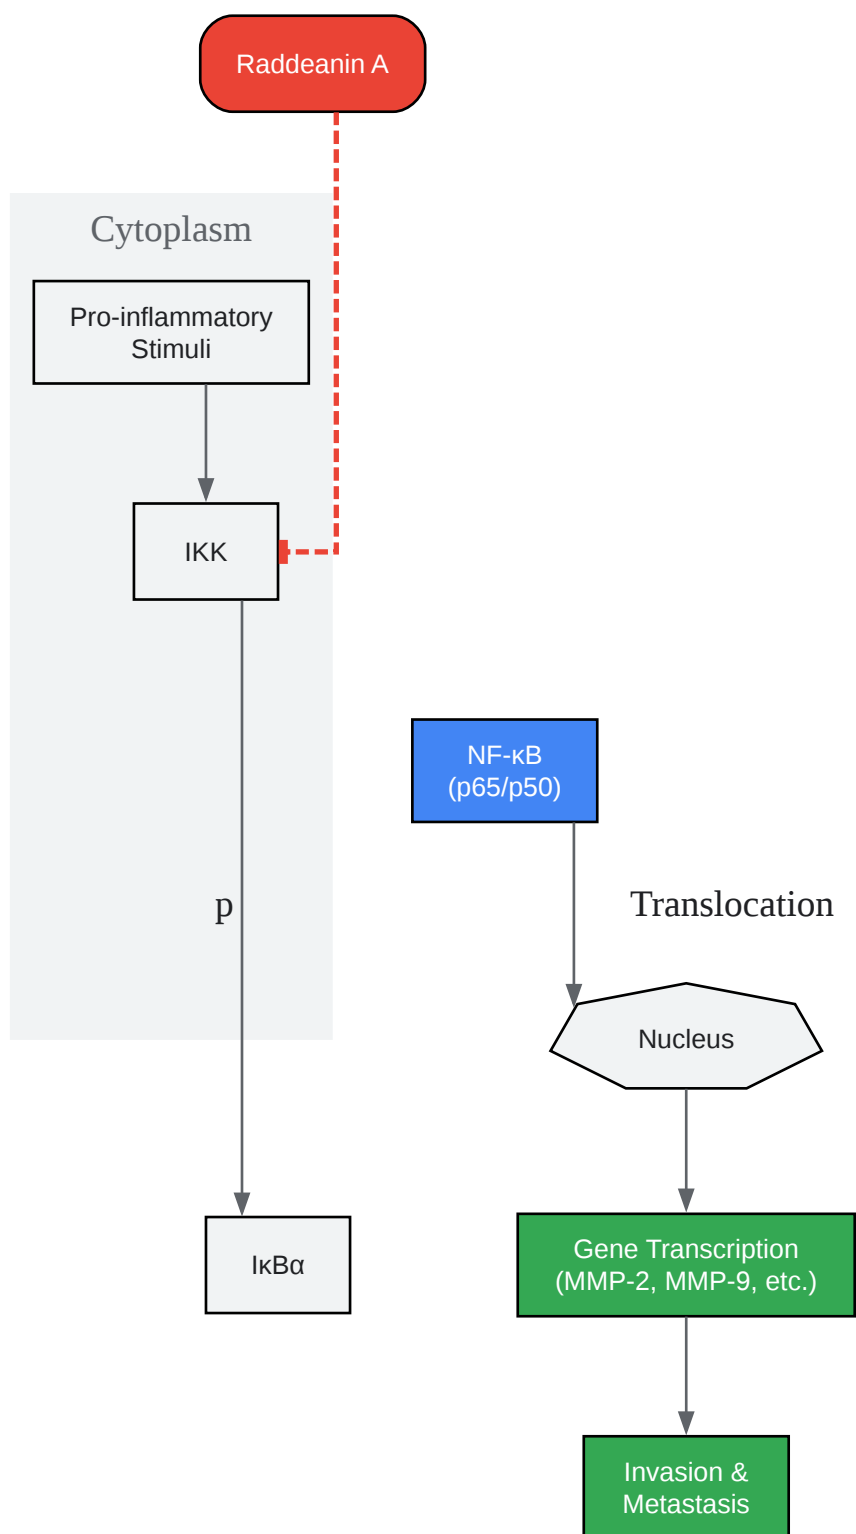 Raddeanin A
Cytoplasm
Pro-inflammatory
Stimuli
IKK
NF-κB
(p65/p50)
p
Translocation
Nucleus
IκBα
Gene Transcription
(MMP-2, MMP-9, etc.)
Invasion &
Metastasis